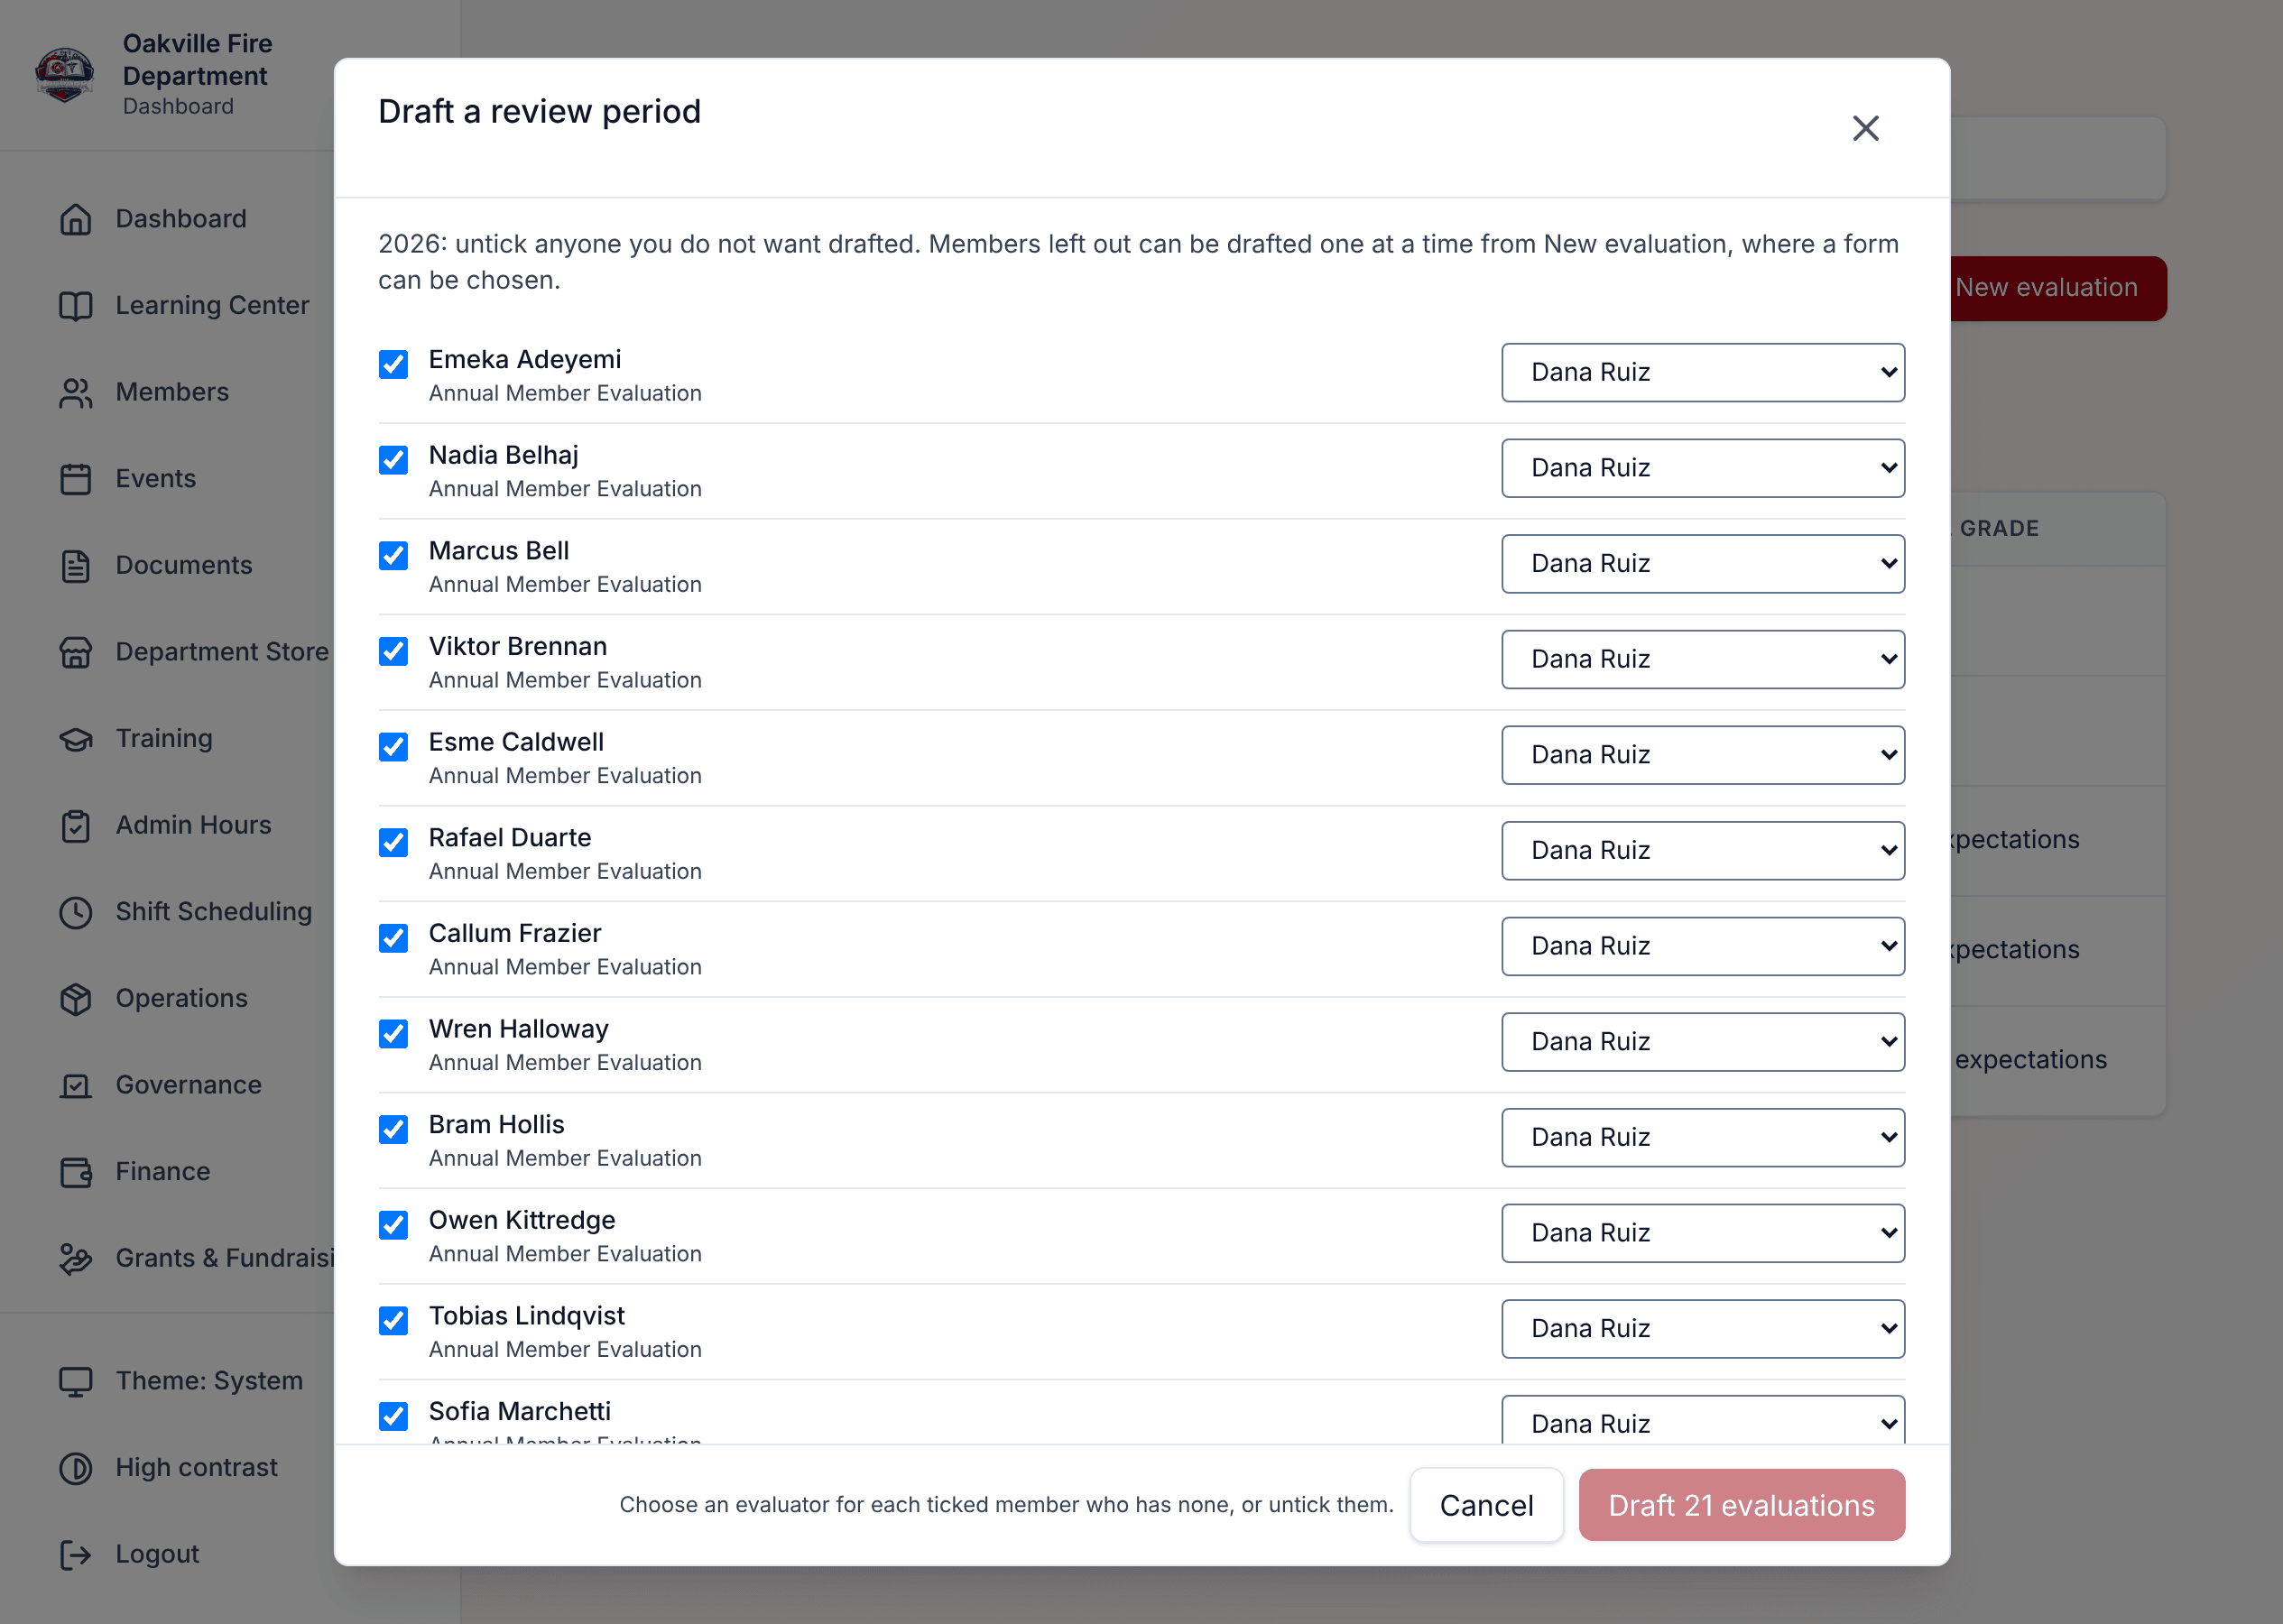 Oakville Fire
Department
Dashboard
Dashboard
Learning Center
Members
Events
Documents
Department Store
Training
Admin Hours
Shift Scheduling
Operations
Governance
Finance
Grants & Fundraisi
Theme: System
High contrast
Logout
Draft a review period
2026: untick anyone you do not want drafted. Members left out can be drafted one at a time from New evaluation, where a form
can be chosen.
Emeka Adeyemi
Annual Member Evaluation
Dana Ruiz
Nadia Belhaj
Annual Member Evaluation
Dana Ruiz
Marcus Bell
Annual Member Evaluation
Dana Ruiz
Viktor Brennan
Annual Member Evaluation
Dana Ruiz
Esme Caldwell
Annual Member Evaluation
Dana Ruiz
Rafael Duarte
Annual Member Evaluation
Dana Ruiz
Callum Frazier
Annual Member Evaluation
Dana Ruiz
Wren Halloway
Annual Member Evaluation
Dana Ruiz
Bram Hollis
Annual Member Evaluation
Dana Ruiz
Owen Kittredge
Annual Member Evaluation
Dana Ruiz
Tobias Lindqvist
Annual Member Evaluation
Dana Ruiz
Sofia Marchetti
Annual Member Evaluation
Dana Ruiz
Choose an evaluator for each ticked member who has none, or untick them.
Cancel
Draft 21 evaluations
New evaluation
GRADE
xpectations
xpectations
expectations